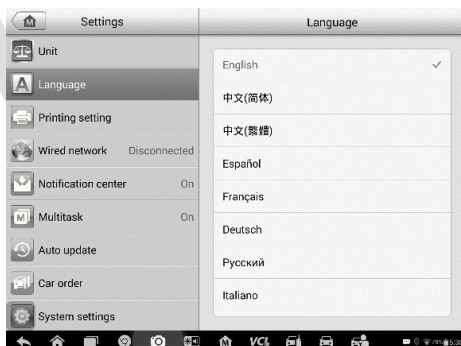 Settings
Unit
Language
Printing setting
Wired network Disconnected
Notification center On
Multitask On
Auto update
Car order
System settings
Language
English
中文(简体)
中文(繁體)
Español
Français
Deutsch
Русский
Italiano
VCI